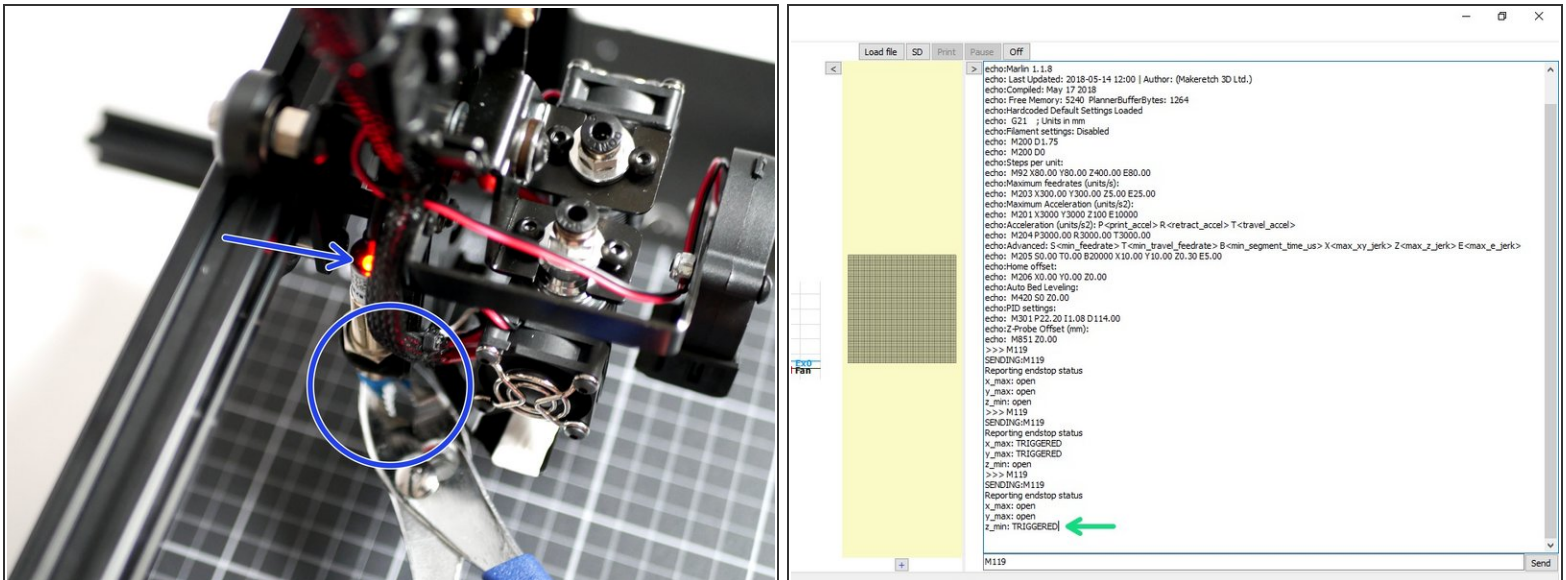 Load file SD Print Pause Off
< >
echo:Marlin 1.1.8
echo: Last Updated: 2018-05-14 12:00 | Author: (Makeretch 3D Ltd.)
echo:Compiled: May 17 2018
echo: Free Memory: 5240 PlannerBufferBytes: 1264
echo:Hardcoded Default Settings Loaded
echo: G21 ; Units in mm
echo:Filament settings: Disabled
echo: M200 D1.75
echo: M200 D0
echo:Steps per unit:
echo: M92 X80.00 Y80.00 Z400.00 E80.00
echo:Maximum feedrates (units/s):
echo: M203 X300.00 Y300.00 Z5.00 E25.00
echo:Maximum Acceleration (units/s2):
echo: M201 X3000 Y3000 Z100 E10000
echo:Acceleration (units/s2): P<print_accel> R<retract_accel> T<travel_accel>
echo: M204 P3000.00 R3000.00 T3000.00
echo:Advanced: S<min_feedrate> T<min_travel_feedrate> B<min_segment_time_us> X<max_xy_jerk> Z<max_z_jerk> E<max_e_jerk>
echo: M205 S0.00 T0.00 B20000 X10.00 Y10.00 Z0.30 E5.00
echo:Home offset:
echo: M206 X0.00 Y0.00 Z0.00
echo:Auto Bed Leveling:
echo: M420 S0 Z0.00
echo:PID settings:
echo: M301 P22.20 I1.08 D114.00
echo:Z-Probe Offset (mm):
echo: M851 Z0.00
>>> M119
SENDING:M119
Reporting endstop status
x_max: open
y_max: open
z_min: open
>>> M119
SENDING:M119
Reporting endstop status
x_max: TRIGGERED
y_max: TRIGGERED
z_min: open
>>> M119
SENDING:M119
Reporting endstop status
x_max: open
y_max: open
z_min: TRIGGERED
Ex0
Fan
+
M119 Send